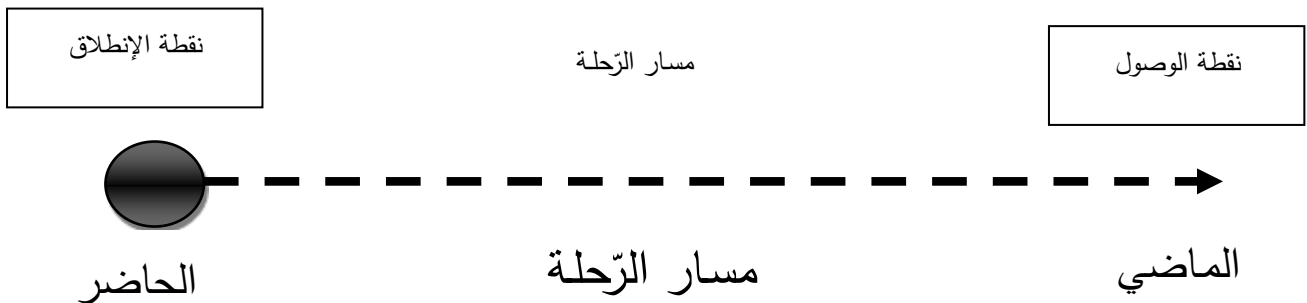 نقطة الوصول
مسار الرّحلة
نقطة الإنطلاق
الماضي
مسار الرّحلة
الحاضر